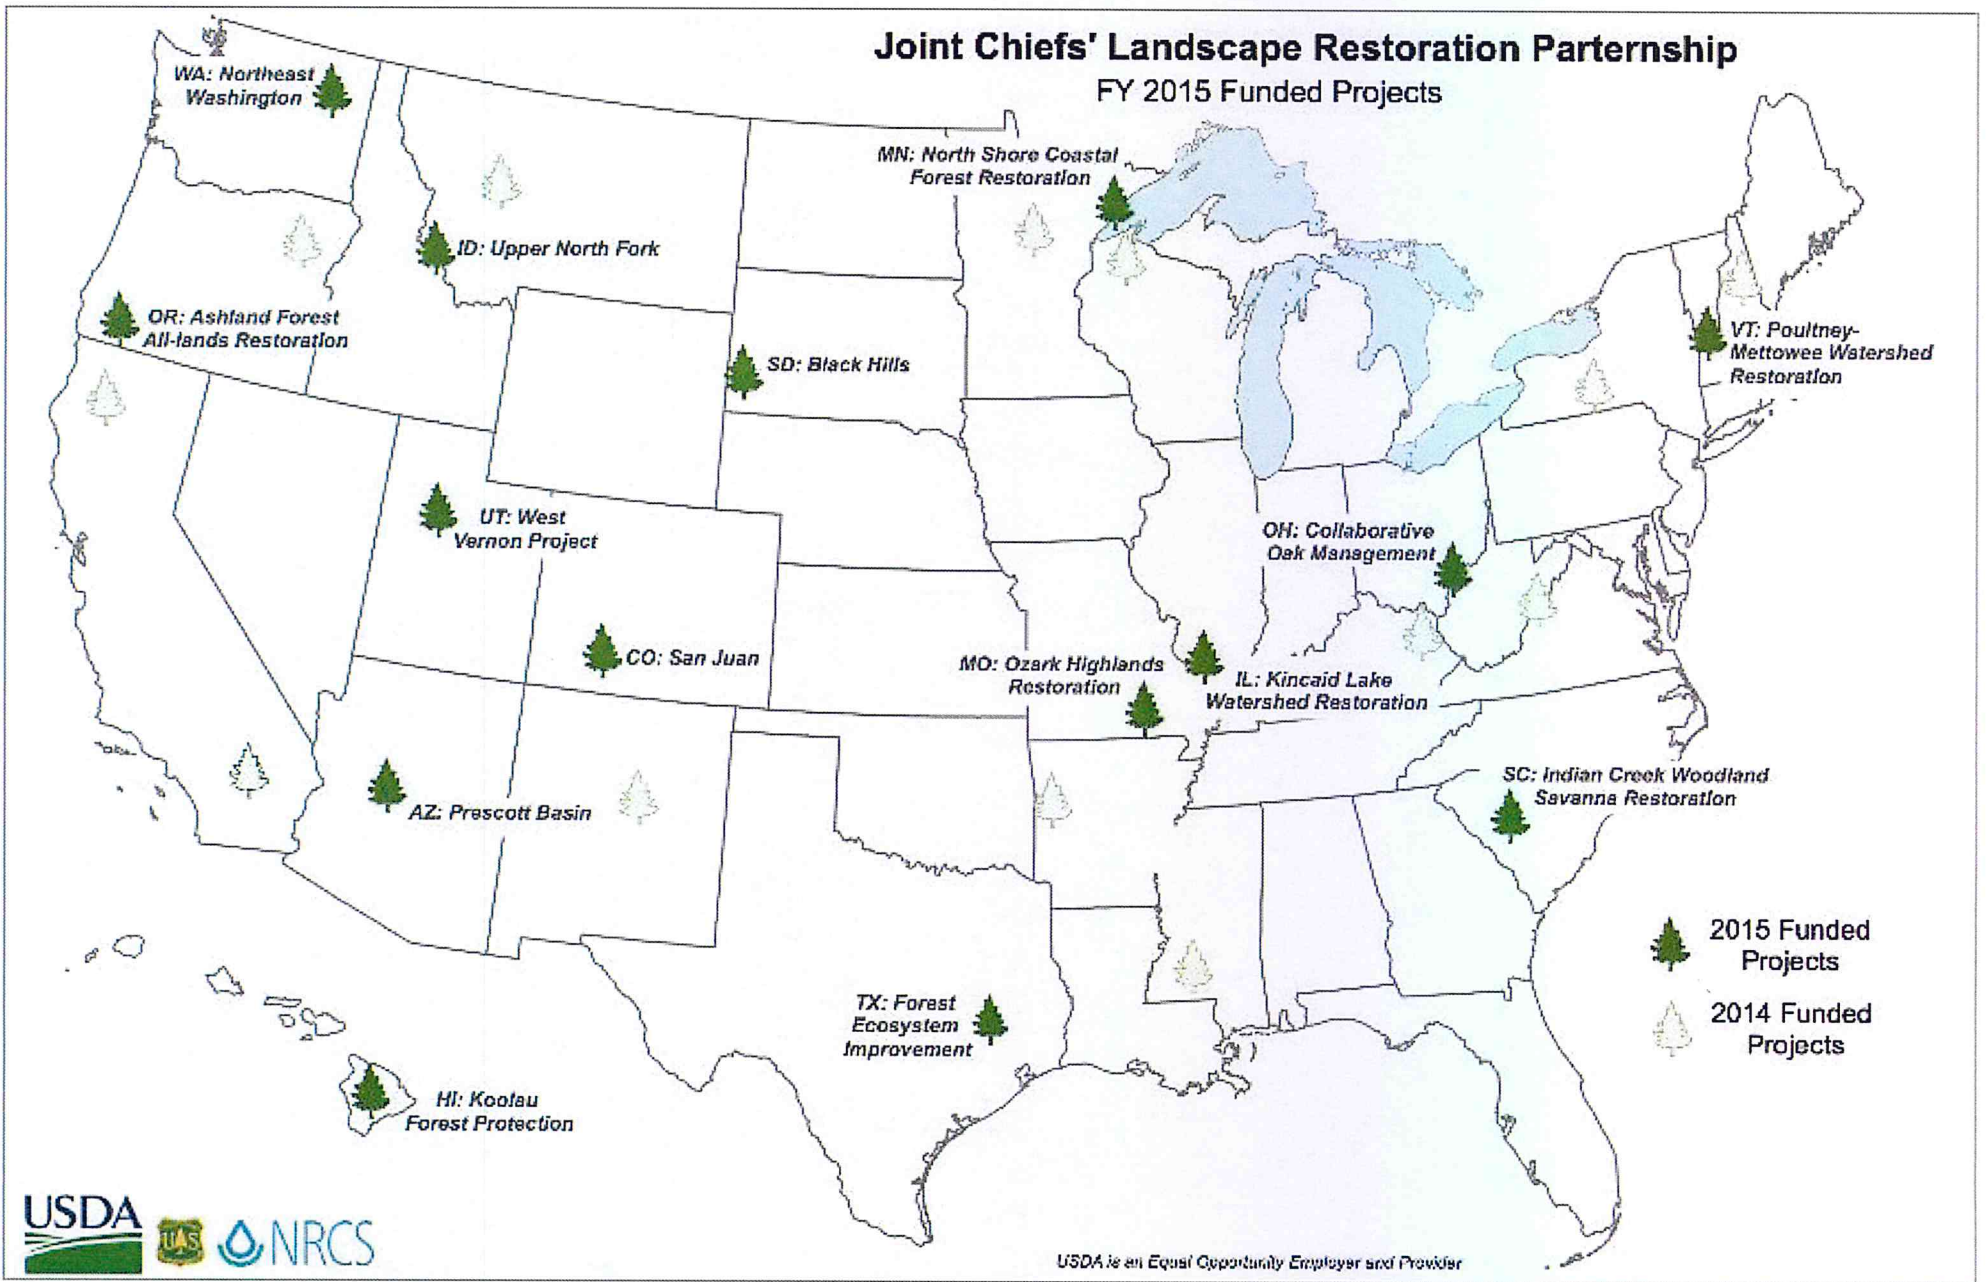 Joint Chiefs' Landscape Restoration Parternship
FY 2015 Funded Projects
WA: Northeast
Washington
MN: North Shore Coastal
Forest Restoration
ID: Upper North Fork
OR: Ashland Forest
All-lands Restoration
VT: Poultney-
Mettowee Watershed
Restoration
SD: Black Hills
UT: West
Vernon Project
OH: Collaborative
Oak Management
CO: San Juan
MO: Ozark Highlands
Restoration
IL: Kincaid Lake
Watershed Restoration
AZ: Prescott Basin
SC: Indian Creek Woodland
Savanna Restoration
2015 Funded
Projects
2014 Funded
Projects
TX: Forest
Ecosystem
Improvement
HI: Koolau
Forest Protection
USDA
UAS
NRCS
USDA is an Equal Opportunity Employer and Provider